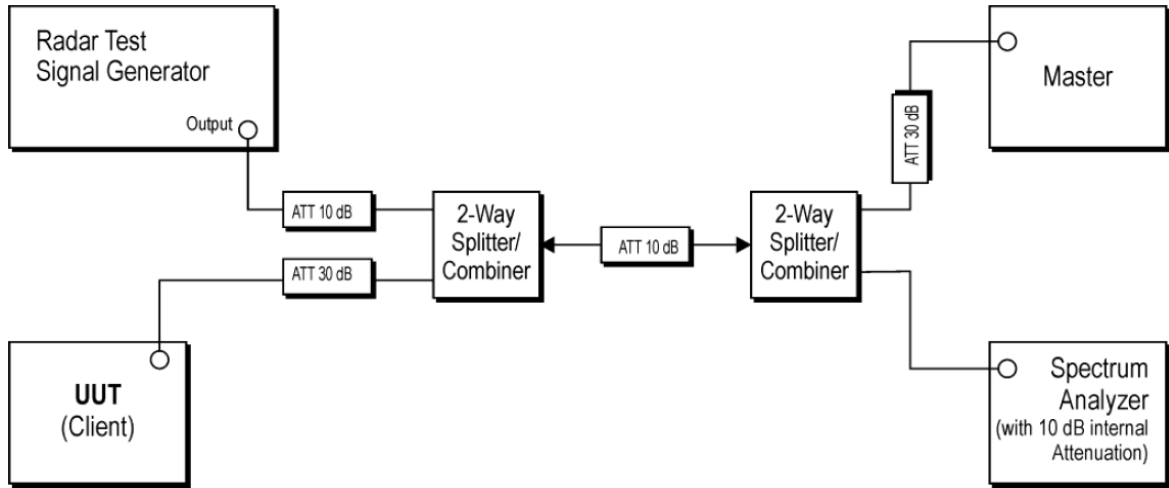 Radar Test
Signal Generator
Output
ATT 10 dB
ATT 30 dB
UUT
(Client)
2-Way
Splitter/
Combiner
ATT 10 dB
2-Way
Splitter/
Combiner
ATT 30 dB
Master
Spectrum
Analyzer
(with 10 dB internal
Attenuation)